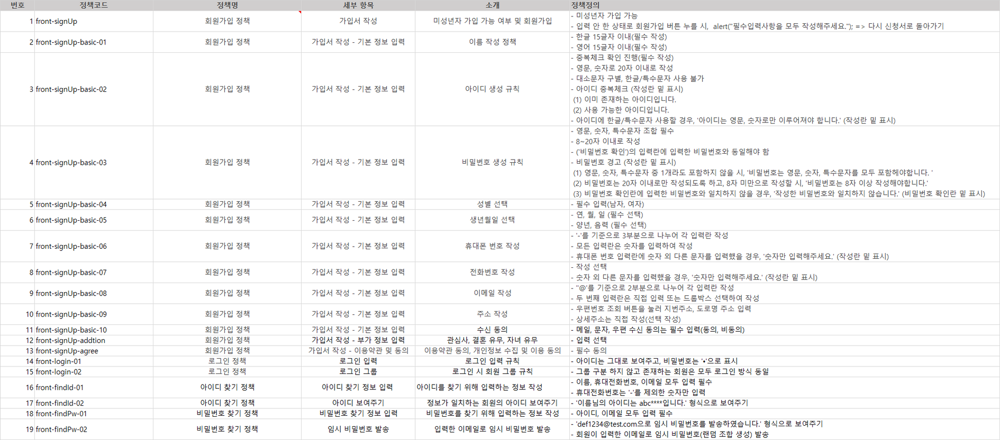 번호 정책코드 정책명 세부 항목 소개 정책정의
1 front-signUp 회원가입 정책 가입서 작성 미성년자 가입 가능 여부 및 회원가입
- 미성년자 가입 가능
- 입력 안 한 상태로 회원가입 버튼 누를 시, alert("필수입력사항을 모두 작성해주세요."); => 다시 신청서로 돌아가기
2 front-signUp-basic-01 회원가입 정책 가입서 작성 - 기본 정보 입력 이름 작성 정책
- 한글 15글자 이내(필수 작성)
- 영어 15글자 이내(필수 작성)
3 front-signUp-basic-02 회원가입 정책 가입서 작성 - 기본 정보 입력 아이디 생성 규칙
- 중복체크 확인 진행(필수 작성)
- 영문, 숫자로 20자 이내로 작성
- 대소문자 구별, 한글/특수문자 사용 불가
- 아이디 중복체크 (작성란 밑 표시)
(1) 이미 존재하는 아이디입니다.
(2) 사용 가능한 아이디입니다.
- 아이디에 한글/특수문자 사용할 경우, '아이디는 영문, 숫자로만 이루어져야 합니다.' (작성란 밑 표시)
4 front-signUp-basic-03 회원가입 정책 가입서 작성 - 기본 정보 입력 비밀번호 생성 규칙
- 영문, 숫자, 특수문자 조합 필수
- 8~20자 이내로 작성
- ('비밀번호 확인')의 입력란에 입력한 비밀번호와 동일해야 함
- 비밀번호 경고 (작성란 밑 표시)
(1) 영문, 숫자, 특수문자 중 1개라도 포함하지 않을 시, '비밀번호는 영문, 숫자, 특수문자를 모두 포함헤야합니다. '
(2) 비밀번호는 20자 이내로만 작성되도록 하고, 8자 미만으로 작성할 시, '비밀번호는 8자 이상 작성해야합니다.'
(3) 비밀번호 확인란에 입력한 비밀번호와 일치하지 않을 경우, '작성한 비밀번호와 일치하지 않습니다.' (비밀번호 확인란 밑 표시)
5 front-signUp-basic-04 회원가입 정책 가입서 작성 - 기본 정보 입력 성별 선택 - 필수 입력(남자, 여자)
6 front-signUp-basic-05 회원가입 정책 가입서 작성 - 기본 정보 입력 생년월일 선택
- 연, 월, 일 (필수 선택)
- 양년, 음력 (필수 선택)
7 front-signUp-basic-06 회원가입 정책 가입서 작성 - 기본 정보 입력 휴대폰 번호 작성
- '-'를 기준으로 3부분으로 나누어 각 입력란 작성
- 모든 입력란은 숫자를 입력하여 작성
- 휴대폰 번호 입력란에 숫자 외 다른 문자를 입력했을 경우, '숫자만 입력해주세요.' (작성란 밑 표시)
8 front-signUp-basic-07 회원가입 정책 가입서 작성 - 기본 정보 입력 전화번호 작성
- 작성 선택
- 숫자 외 다른 문자를 입력했을 경우, '숫자만 입력해주세요.' (작성란 밑 표시)
9 front-signUp-basic-08 회원가입 정책 가입서 작성 - 기본 정보 입력 이메일 작성
- "@'를 기준으로 2부분으로 나누어 각 입력란 작성
- 두 번째 입력란은 직접 입력 또는 드롭박스 선택하여 작성
10 front-signUp-basic-09 회원가입 정책 가입서 작성 - 기본 정보 입력 주소 작성
- 우편번호 조회 버튼을 눌러 지번주소, 도로명 주소 입력
- 상세주소는 직접 작성(선택 작성)
11 front-signUp-basic-10 회원가입 정책 가입서 작성 - 기본 정보 입력 수신 동의 - 메일, 문자, 우편 수신 동의는 필수 입력(동의, 비동의)
12 front-signUp-addtion 회원가입 정책 가입서 작성 - 부가 정보 입력 관심사, 결혼 유무, 자녀 유무 - 입력 선택
13 front-signUp-agree 회원가입 정책 가입서 작성 - 이용약관 및 동의 이용약관 동의, 개인정보 수집 및 이용 동의 - 필수 동의
14 front-login-01 로그인 정책 로그인 입력 로그인 입력 규칙 - 아이디는 그대로 보여주고, 비밀번호는 '•'으로 표시
15 front-login-02 로그인 정책 로그인 그룹 로그인 시 회원 그룹 규칙 - 그룹 구분 하지 않고 존재하는 회원은 모두 로그인 방식 동일
16 front-findId-01 아이디 찾기 정책 아이디 찾기 정보 입력 아이디를 찾기 위해 입력하는 정보 작성
- 이름, 휴대전화번호, 이메일 모두 입력 필수
- 휴대전화번호는 '-'를 제외한 숫자만 입력
17 front-findId-02 아이디 찾기 정책 아이디 보여주기 정보가 일치하는 회원의 아이디 보여주기 - '이름님의 아이디는 abc****입니다.' 형식으로 보여주기
18 front-findPw-01 비밀번호 찾기 정책 비밀번호 찾기 정보 입력 비밀번호를 찾기 위해 입력하는 정보 작성 - 아이디, 이메일 모두 입력 필수
19 front-findPw-02 비밀번호 찾기 정책 임시 비밀번호 발송 입력한 이메일로 임시 비밀번호 발송
- 'def1234@test.com으로 임시 비밀번호를 발송하였습니다.' 형식으로 보여주기
- 회원이 입력한 이메일로 임시 비밀번호(랜덤 조합 생성) 발송